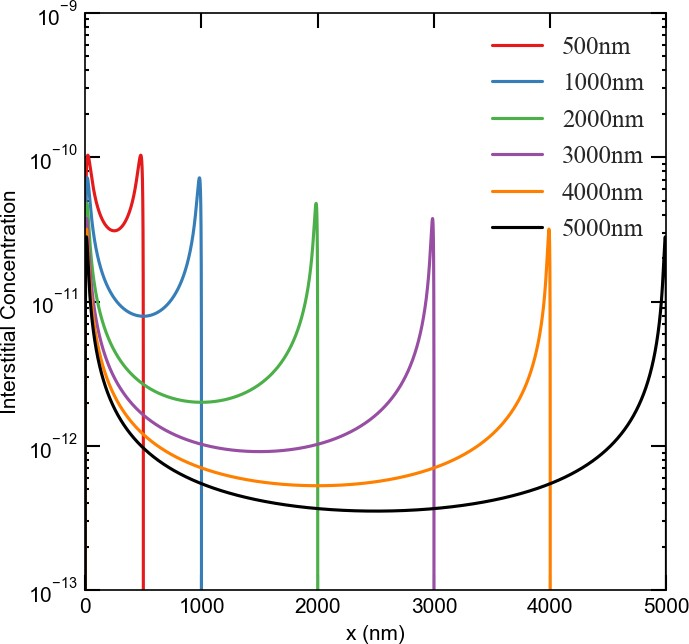 10⁻⁹
10⁻¹⁰
10⁻¹¹
10⁻¹²
10⁻¹³
Interstitial Concentration
500nm
1000nm
2000nm
3000nm
4000nm
5000nm
0 1000 2000 3000 4000 5000
x (nm)